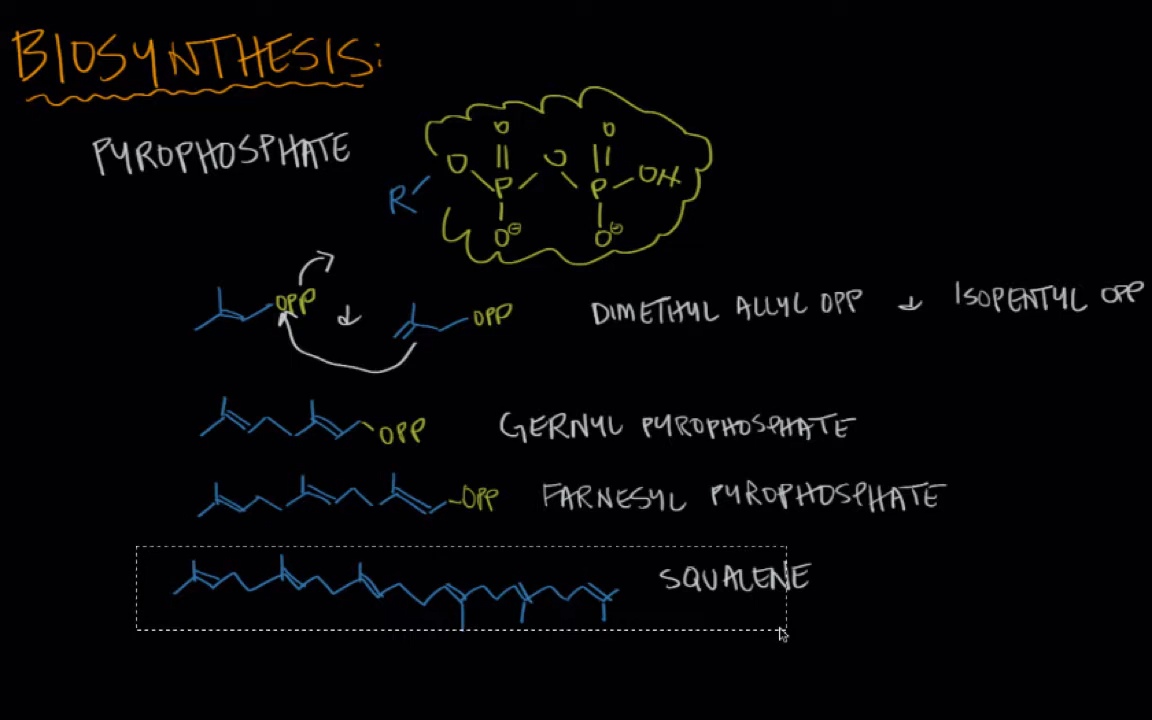 BIOSYNTHESIS:
PYROPHOSPHATE
O O
R O P O P OH
O⊖ O⊖
OPP ↓ OPP DIMETHYL ALLYL OPP ↓ ISOPENTYL OPP
OPP GERNYL PYROPHOSPHATE
OPP FARNESYL PYROPHOSPHATE
SQUALENE